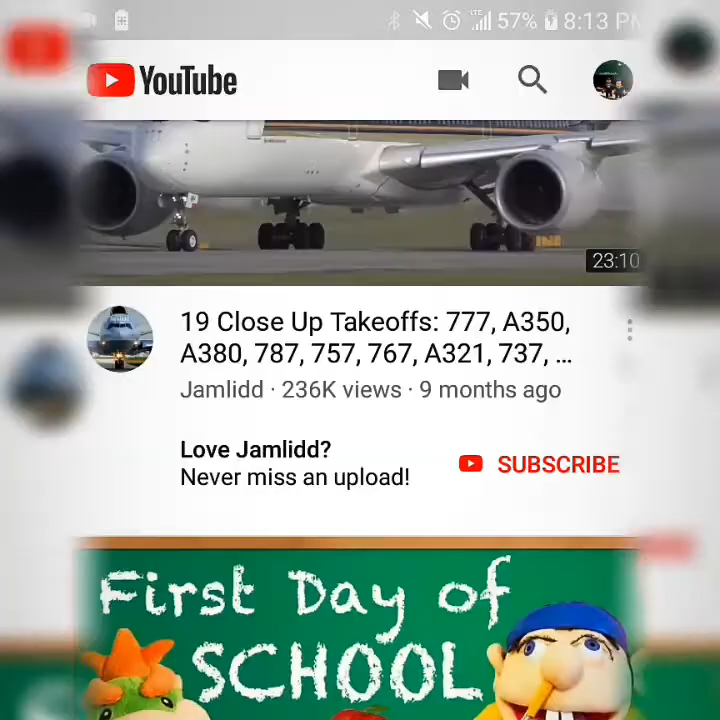 LTE 57% 8:13 PM
YouTube
23:10
19 Close Up Takeoffs: 777, A350,
A380, 787, 757, 767, A321, 737, ...
Jamlidd · 236K views · 9 months ago
Love Jamlidd?
Never miss an upload!
SUBSCRIBE
First Day of
SCHOOL